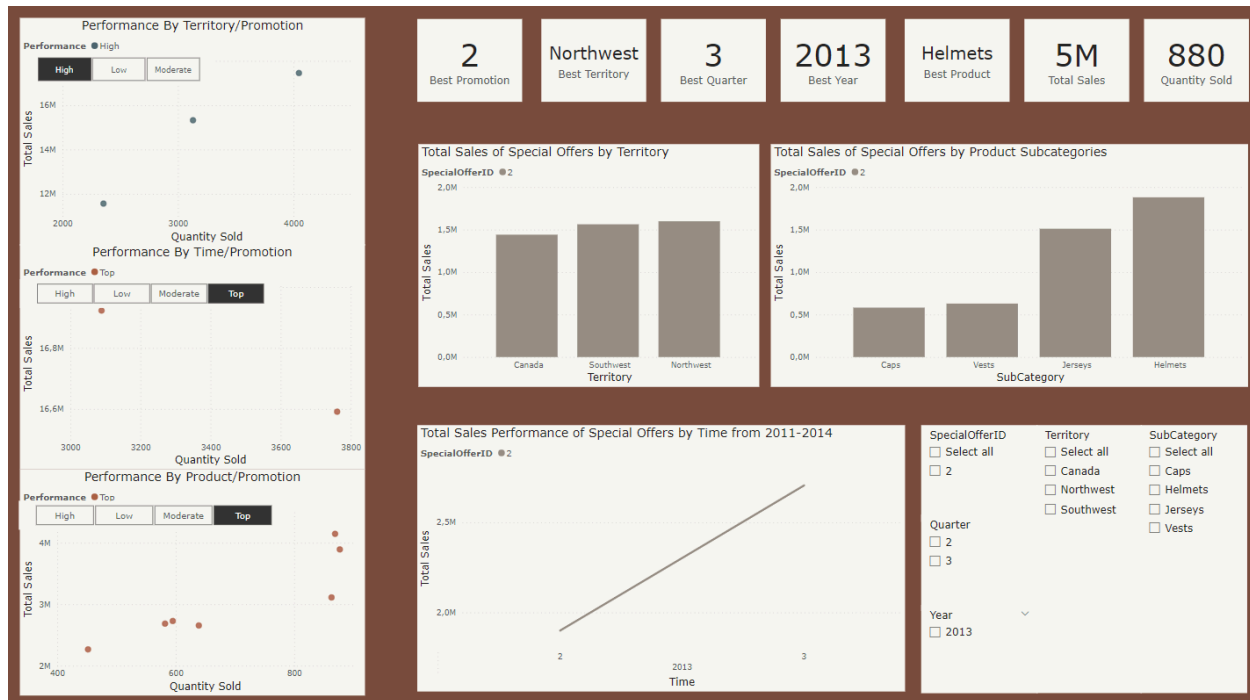 Performance By Territory/Promotion
Performance High
High Low Moderate
Total Sales
16M
14M
12M
2000 3000 4000
Quantity Sold
Performance By Time/Promotion
Performance Top
High Low Moderate Top
Total Sales
16,8M
16,6M
3000 3200 3400 3600 3800
Quantity Sold
Performance By Product/Promotion
Performance Top
High Low Moderate Top
Total Sales
4M
3M
2M
400 600 800
Quantity Sold
2
Best Promotion
Northwest
Best Territory
3
Best Quarter
2013
Best Year
Helmets
Best Product
5M
Total Sales
880
Quantity Sold
Total Sales of Special Offers by Territory
SpecialOfferID 2
Total Sales
2,0M
1,5M
1,0M
0,5M
0,0M
Canada Southwest Northwest
Territory
Total Sales of Special Offers by Product Subcategories
SpecialOfferID 2
Total Sales
2,0M
1,5M
1,0M
0,5M
0,0M
Caps Vests Jerseys Helmets
SubCategory
Total Sales Performance of Special Offers by Time from 2011-2014
SpecialOfferID 2
Total Sales
2,5M
2,0M
2 3
2013
Time
SpecialOfferID
Select all
2
Quarter
2
3
Year
2013
Territory
Select all
Canada
Northwest
Southwest
SubCategory
Select all
Caps
Helmets
Jerseys
Vests